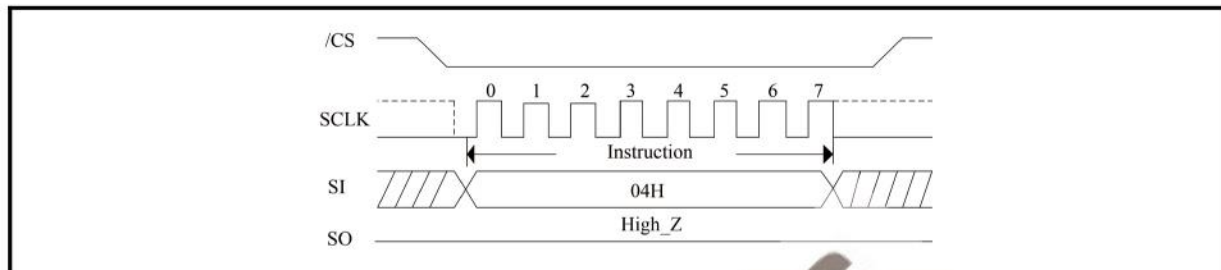 /CS
0 1 2 3 4 5 6 7
SCLK
Instruction
SI
04H
High_Z
SO